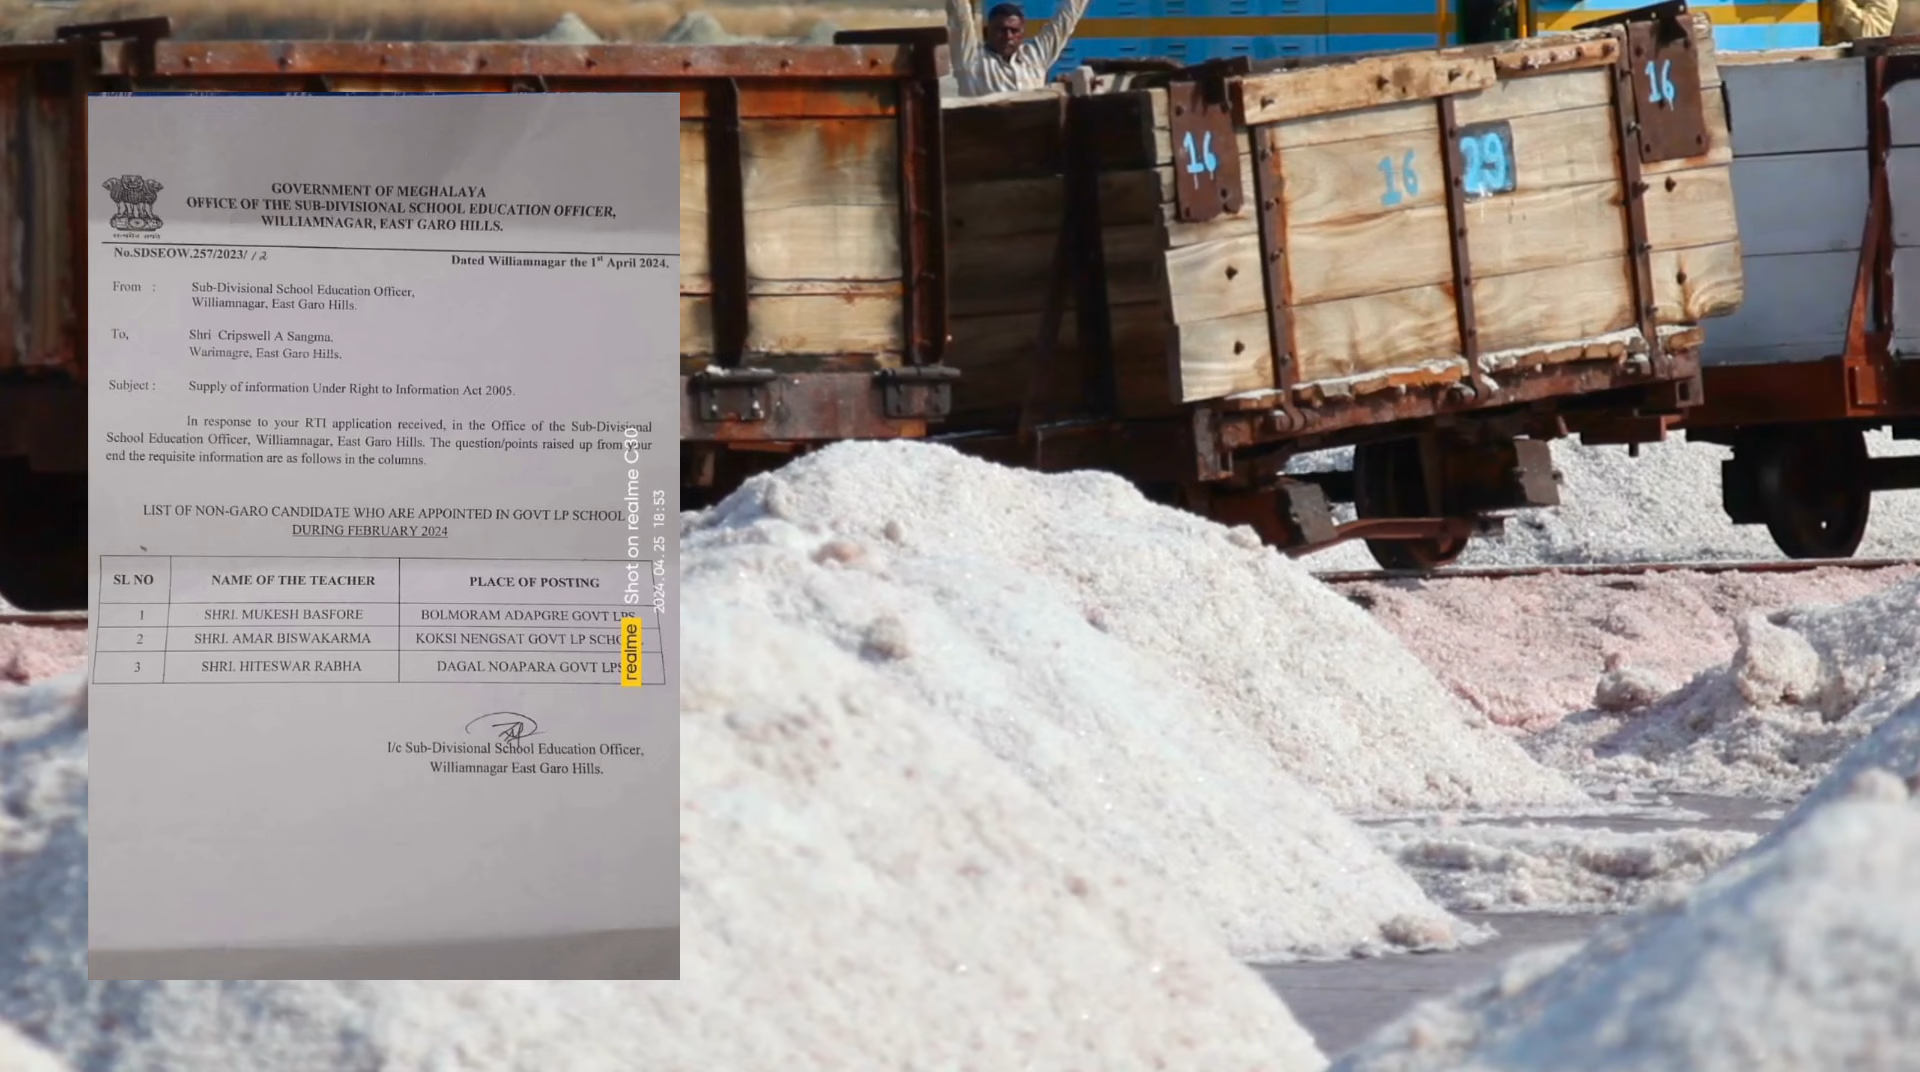 GOVERNMENT OF MEGHALAYA
OFFICE OF THE SUB-DIVISIONAL SCHOOL EDUCATION OFFICER,
WILLIAMNAGAR, EAST GARO HILLS.
No.SDSEOW.257/2023/12
Dated Williamnagar the 1st April 2024.
From : Sub-Divisional School Education Officer,
Williamnagar, East Garo Hills.
To, Shri Cripswell A Sangma.
Warimagre, East Garo Hills.
Subject : Supply of information Under Right to Information Act 2005.
In response to your RTI application received, in the Office of the Sub-Divisional
School Education Officer, Williamnagar, East Garo Hills. The question/points raised up from your
end the requisite information are as follows in the columns.
LIST OF NON-GARO CANDIDATE WHO ARE APPOINTED IN GOVT LP SCHOOL
DURING FEBRUARY 2024
SL NO NAME OF THE TEACHER PLACE OF POSTING
1 SHRI. MUKESH BASFORE BOLMORAM ADAPGRE GOVT LPS
2 SHRI. AMAR BISWAKARMA KOKSI NENGSAT GOVT LP
3 SHRI. HITESWAR RABHA DAGAL NOAPARA GOVT LPS
I/c Sub-Divisional School Education Officer,
Williamnagar East Garo Hills.
realme Shot on realme C30
2024.04.25 18:53
16
16
29
16